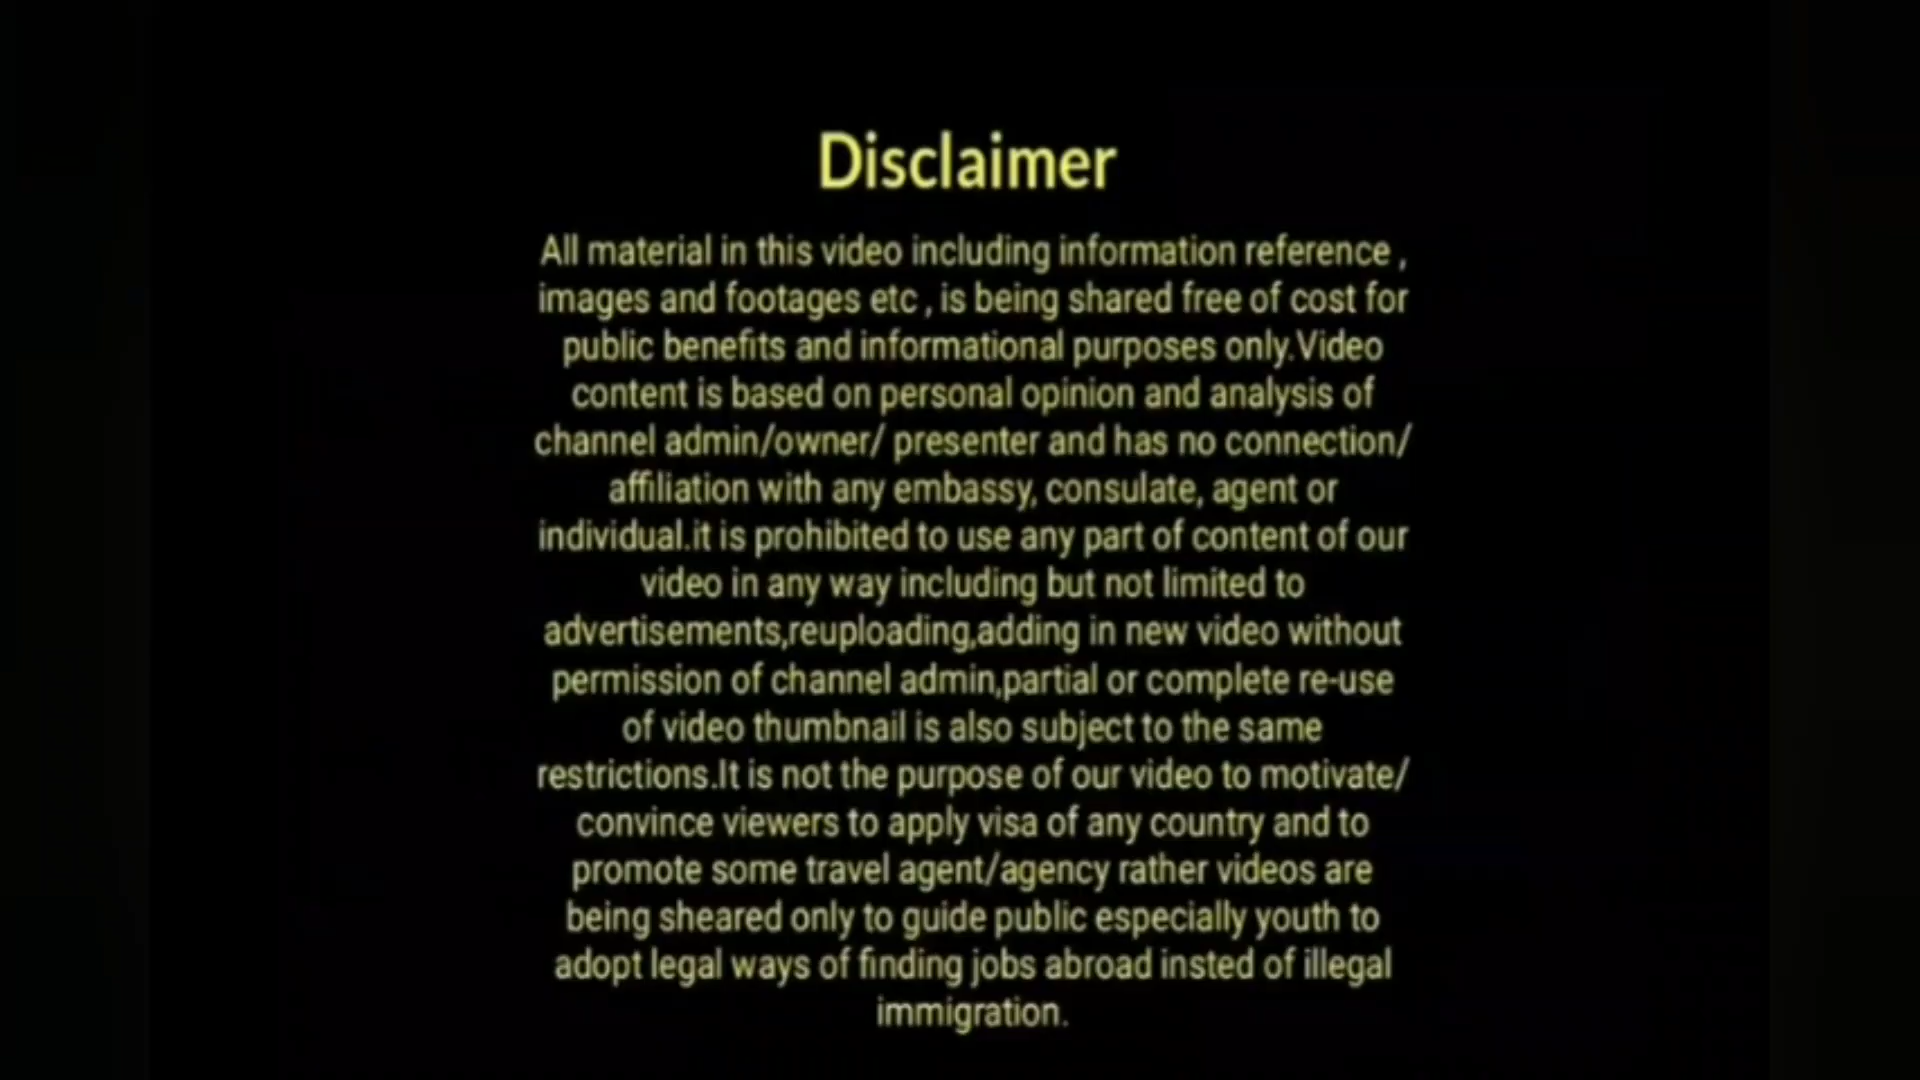 Disclaimer
All material in this video including information reference ,
images and footages etc , is being shared free of cost for
public benefits and informational purposes only.Video
content is based on personal opinion and analysis of
channel admin/owner/ presenter and has no connection/
affiliation with any embassy, consulate, agent or
individual.it is prohibited to use any part of content of our
video in any way including but not limited to
advertisements,reuploading,adding in new video without
permission of channel admin,partial or complete re-use
of video thumbnail is also subject to the same
restrictions.It is not the purpose of our video to motivate/
convince viewers to apply visa of any country and to
promote some travel agent/agency rather videos are
being sheared only to guide public especially youth to
adopt legal ways of finding jobs abroad insted of illegal
immigration.